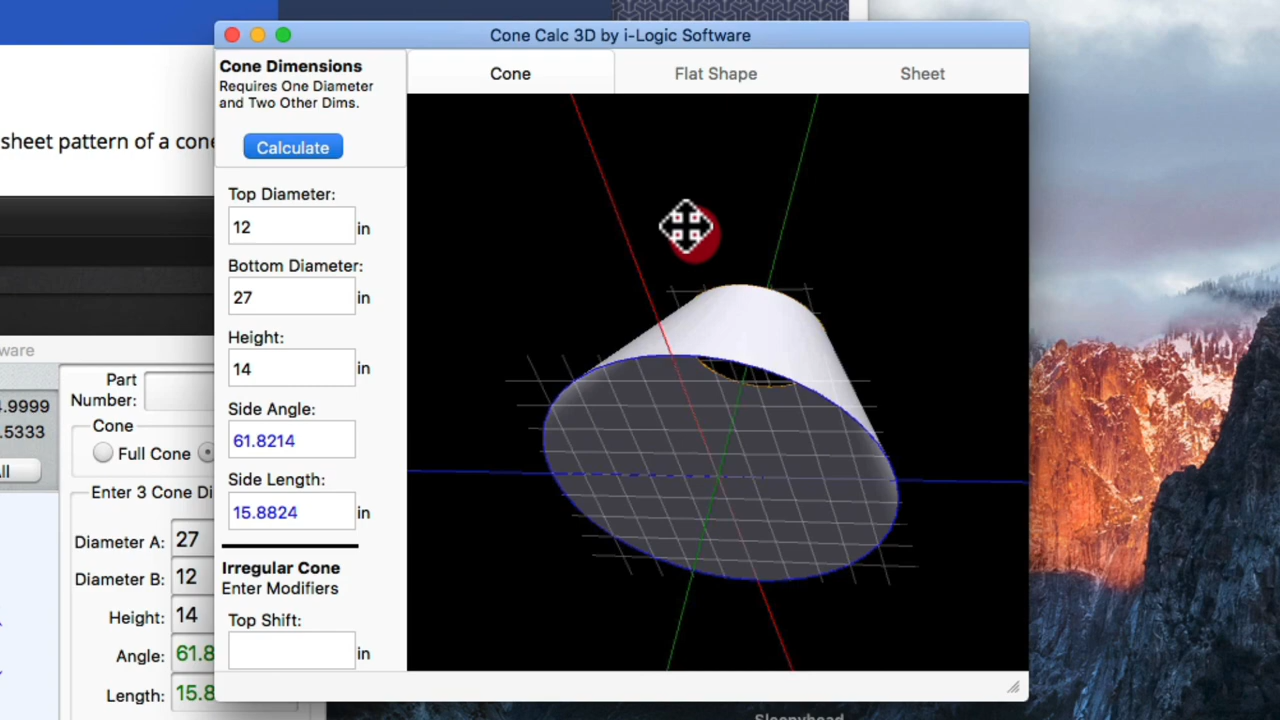 Cone Calc 3D by i-Logic Software
Cone Dimensions
Requires One Diameter
and Two Other Dims.
Calculate
Cone
Flat Shape
Sheet
Top Diameter:
12
in
Bottom Diameter:
27
in
Height:
14
in
Side Angle:
61.8214
Side Length:
15.8824
in
Irregular Cone
Enter Modifiers
Top Shift:
in
sheet pattern of a cone
ware
4.9999
.5333
All
Part
Number:
Cone
Full Cone
Enter 3 Cone Di
Diameter A:
27
Diameter B:
12
Height:
14
Angle:
61.8
Length:
15.8